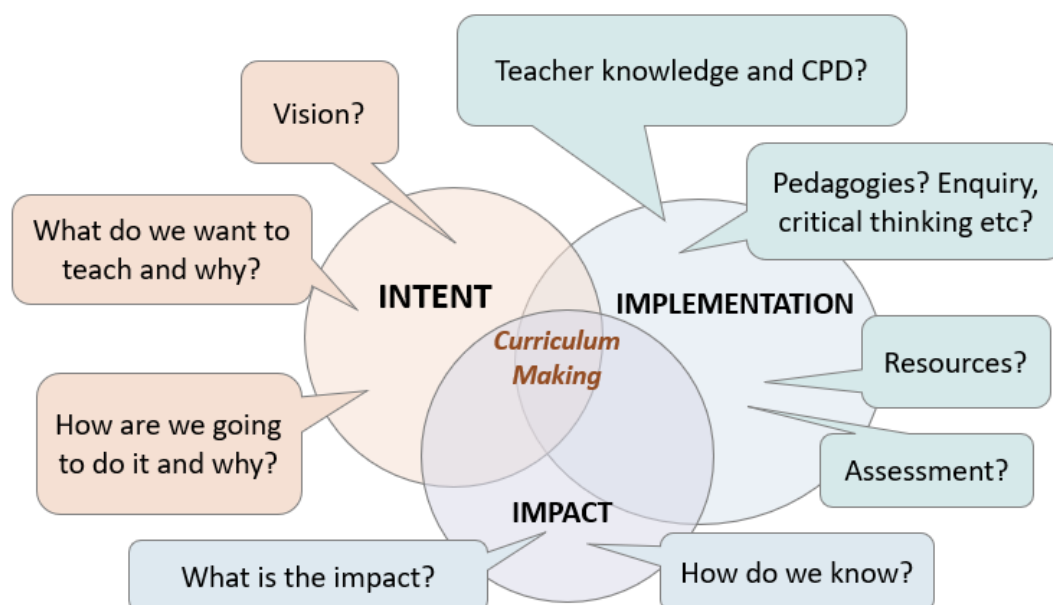 Teacher knowledge and CPD?
Vision?
Pedagogies? Enquiry,
critical thinking etc?
What do we want to
teach and why?
INTENT
IMPLEMENTATION
Curriculum
Making
Resources?
How are we going
to do it and why?
Assessment?
IMPACT
What is the impact?
How do we know?